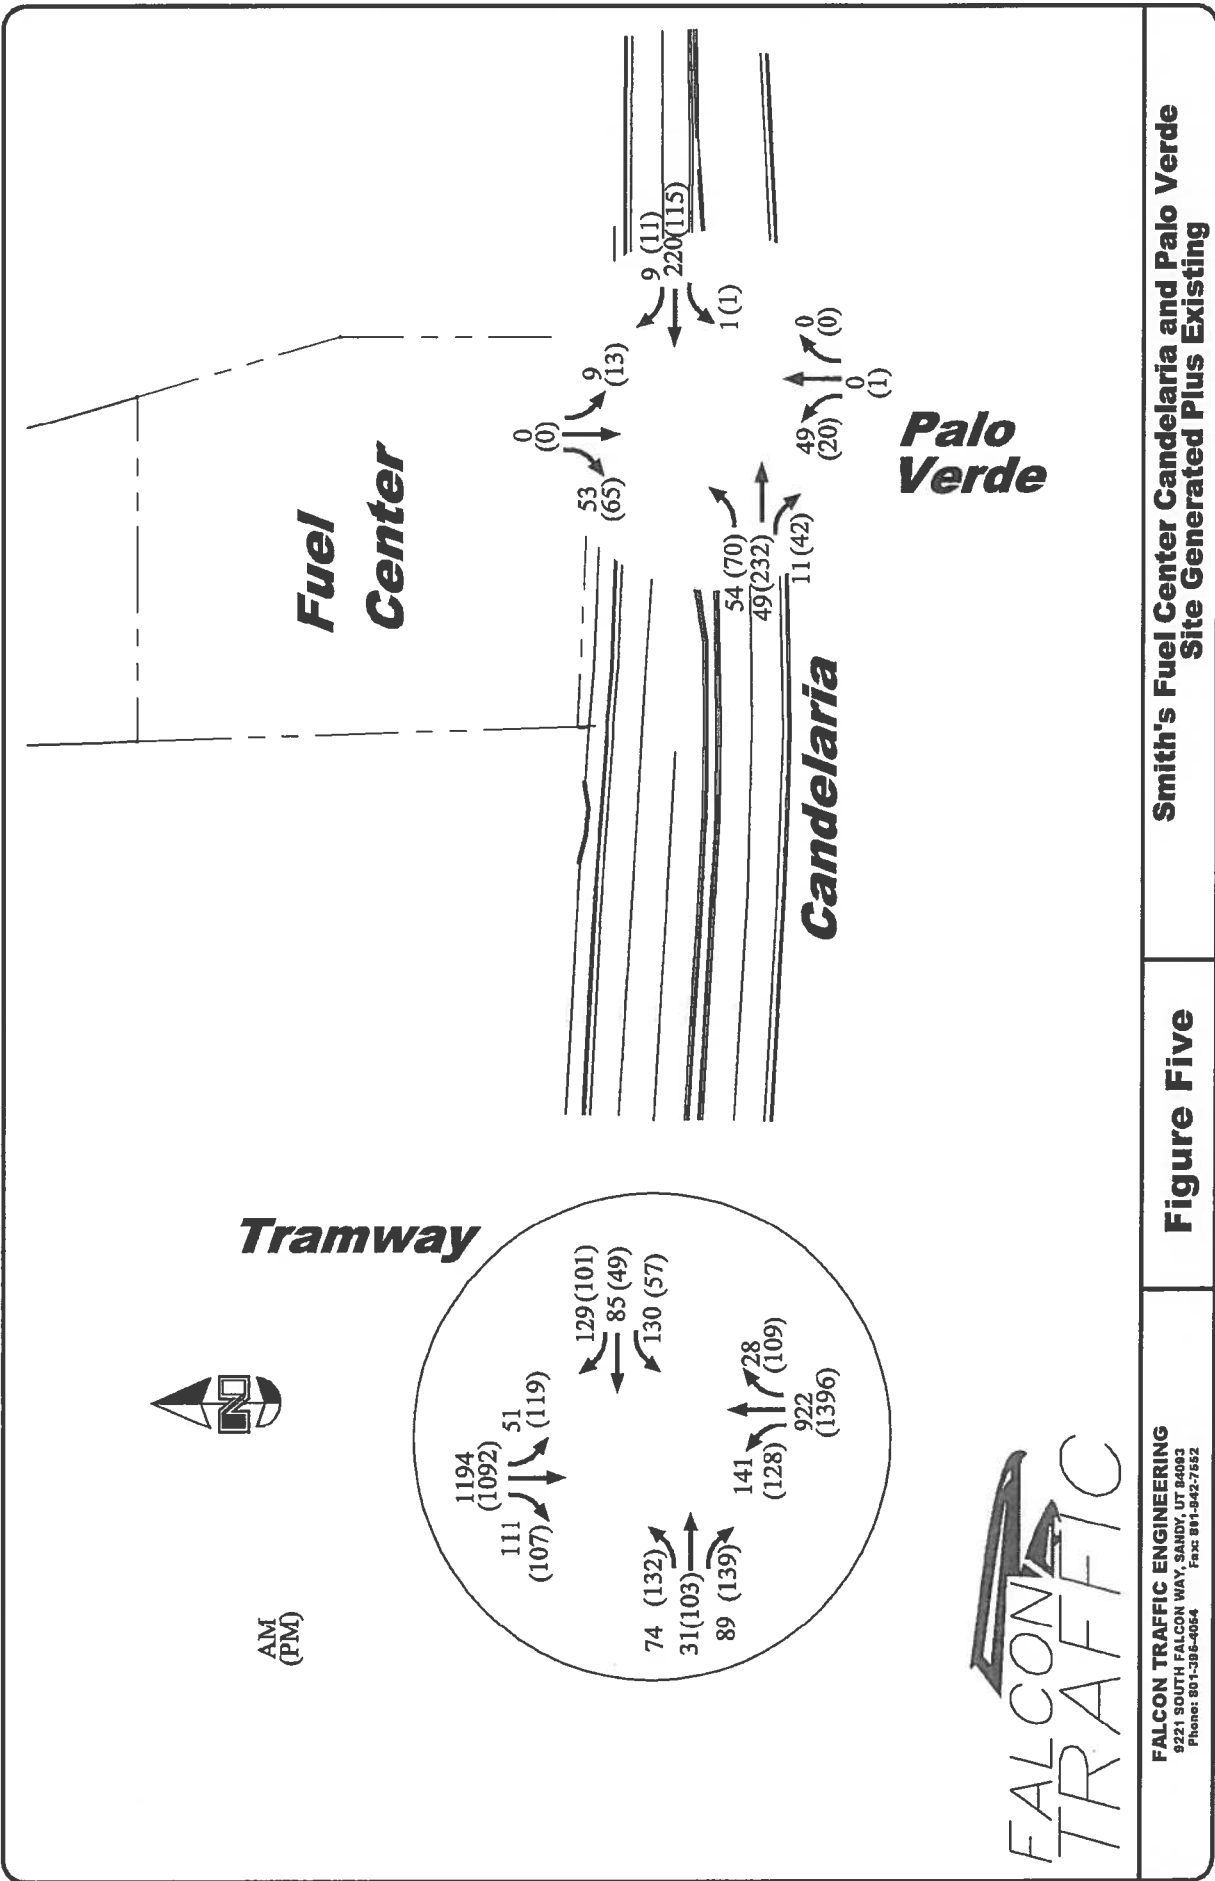 AM
(PM)
Tramway
1194
(1092)
111
(107)
51
(119)
129 (101)
85 (49)
130 (57)
74 (132)
31 (103)
89 (139)
141
(128)
28
(109)
922
(1396)
Fuel
Center
0
(0)
53
(65)
9
(13)
9 (11)
220 (115)
1 (1)
54 (70)
49 (232)
11 (42)
49
(20)
0
(0)
0
(1)
Candelaria
Palo
Verde
N
FALCON
TRAFFIC
FALCON TRAFFIC ENGINEERING
9221 SOUTH FALCON WAY, SANDY, UT 84093
Phone: 801-395-4054 Fax: 801-942-7552
Figure Five
Smith's Fuel Center Candelaria and Palo Verde
Site Generated Plus Existing